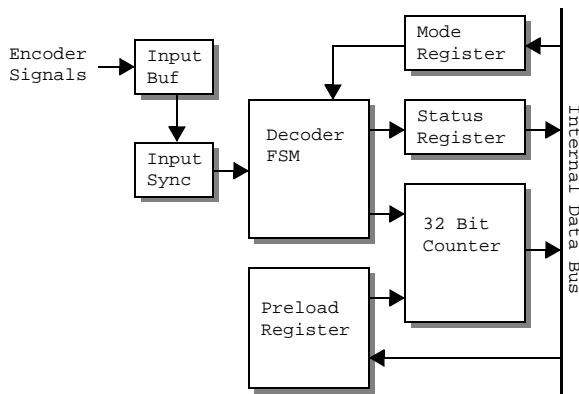 Encoder
Signals
Input
Buf
Input
Sync
Decoder
FSM
Mode
Register
Status
Register
32 Bit
Counter
Preload
Register
Internal Data Bus